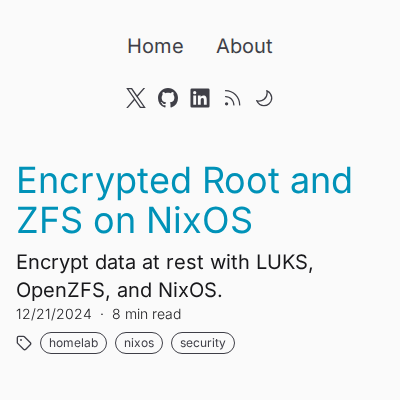 Home About
Encrypted Root and
ZFS on NixOS
Encrypt data at rest with LUKS,
OpenZFS, and NixOS.
12/21/2024 · 8 min read
homelab nixos security